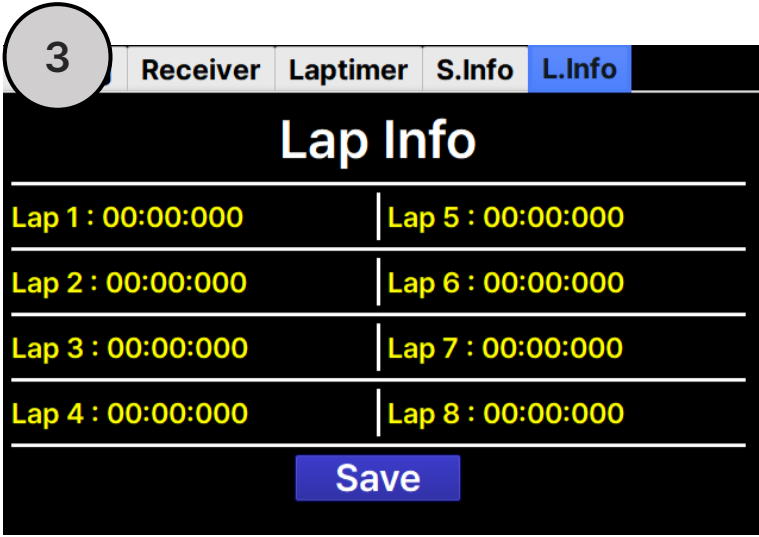 3
Receiver Laptimer S.Info L.Info
Lap Info
Lap 1 : 00:00:000 Lap 5 : 00:00:000
Lap 2 : 00:00:000 Lap 6 : 00:00:000
Lap 3 : 00:00:000 Lap 7 : 00:00:000
Lap 4 : 00:00:000 Lap 8 : 00:00:000
Save